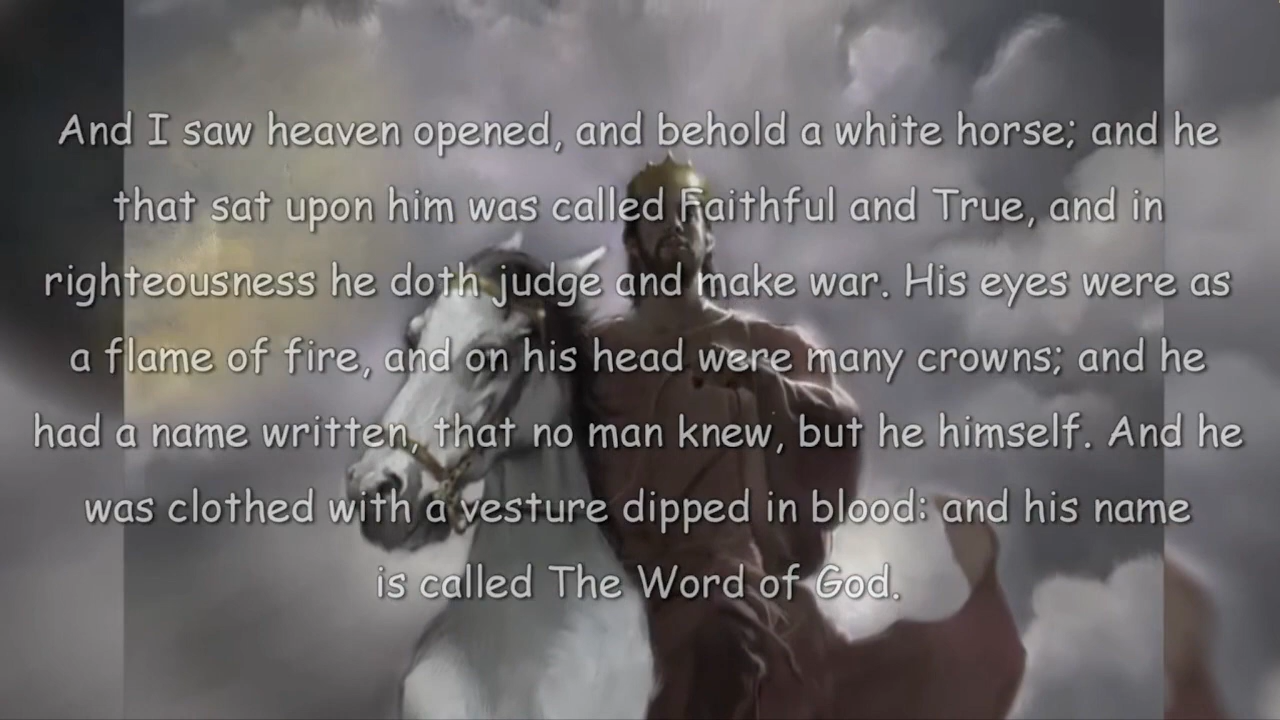 And I saw heaven opened, and behold a white horse; and he
that sat upon him was called Faithful and True, and in
righteousness he doth judge and make war. His eyes were as
a flame of fire, and on his head were many crowns; and he
had a name written, that no man knew, but he himself. And he
was clothed with a vesture dipped in blood: and his name
is called The Word of God.